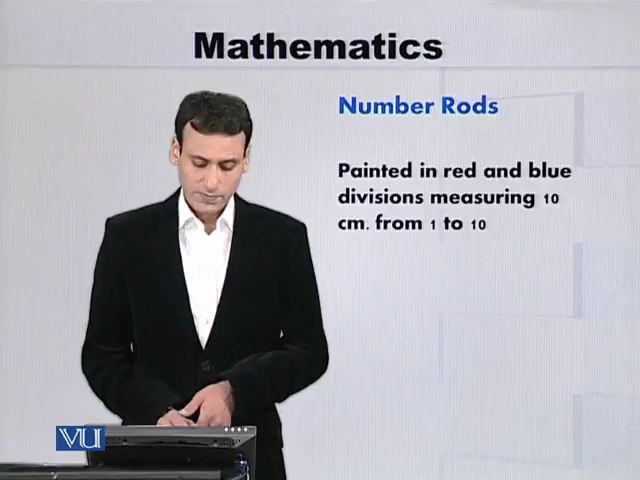 Mathematics
Number Rods
Painted in red and blue
divisions measuring 10
cm. from 1 to 10
VU